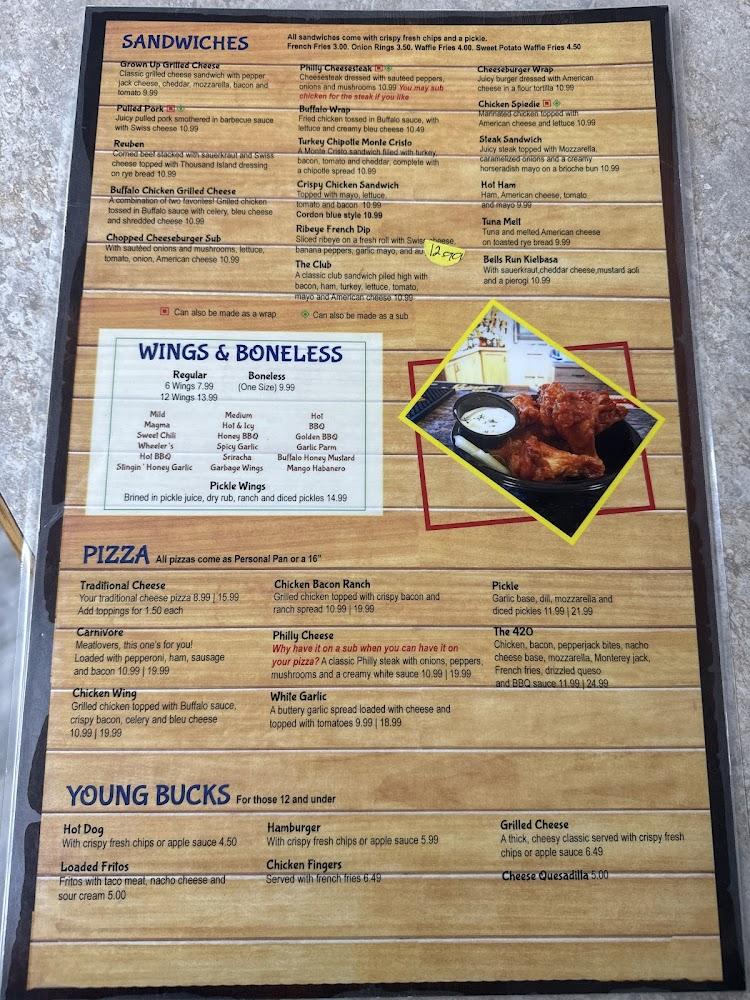 SANDWICHES
All sandwiches come with crispy fresh chips and a pickle.
French Fries 3.00. Onion Rings 3.50. Waffle Fries 4.00. Sweet Potato Waffle Fries 4.50
Grown Up Grilled Cheese
Classic grilled cheese sandwich with pepper
jack cheese, cheddar, mozzarella, bacon and
tomato 9.99
Pulled Pork
Juicy pulled pork smothered in barbecue sauce
with Swiss cheese 10.99
Reuben
Corned beef stacked with sauerkraut and Swiss
cheese topped with Thousand Island dressing
on rye bread 10.99
Buffalo Chicken Grilled Cheese
A combination of two favorites! Grilled chicken
tossed in Buffalo sauce with celery, bleu cheese
and shredded cheese 10.99
Chopped Cheeseburger Sub
With sautéed onions and mushrooms, lettuce,
tomato, onion, American cheese 10.99
Philly Cheesesteak
Cheesesteak dressed with sautéed peppers,
onions and mushrooms 10.99 You may sub
chicken for the steak if you like
Buffalo Wrap
Fried chicken tossed in Buffalo sauce, with
lettuce and creamy bleu cheese 10.49
Turkey Chipotle Monte Cristo
A Monte Cristo sandwich filled with turkey,
bacon, tomato and cheddar, complete with
a chipotle spread 10.99
Crispy Chicken Sandwich
Topped with mayo, lettuce,
tomato and bacon 10.99
Cordon blue style 10.99
Ribeye French Dip
Sliced ribeye on a fresh roll with Swiss cheese,
banana peppers, garlic mayo, and au
12.99
The Club
A classic club sandwich piled high with
bacon, ham, turkey, lettuce, tomato,
mayo and American cheese 10.99
Cheeseburger Wrap
Juicy burger dressed with American
cheese in a flour tortilla 10.99
Chicken Spiedie
Marinated chicken topped with
American cheese and lettuce 10.99
Steak Sandwich
Juicy steak topped with Mozzarella,
caramelized onions and a creamy
horseradish mayo on a brioche bun 10.99
Hot Ham
Ham, American cheese, tomato
and mayo 9.99
Tuna Melt
Tuna and melted American cheese
on toasted rye bread 9.99
Bells Run Kielbasa
With sauerkraut,cheddar cheese,mustard aoli
and a pierogi 10.99
Can also be made as a wrap
Can also be made as a sub
WINGS & BONELESS
Regular
6 Wings 7.99
12 Wings 13.99
Boneless
(One Size) 9.99
Mild
Magma
Sweet Chili
Wheeler's
Hot BBQ
Stingin' Honey Garlic
Medium
Hot & Icy
Honey BBQ
Spicy Garlic
Sriracha
Garbage Wings
Hot
BBQ
Golden BBQ
Garlic Parm
Buffalo Honey Mustard
Mango Habanero
Pickle Wings
Brined in pickle juice, dry rub, ranch and diced pickles 14.99
PIZZA All pizzas come as Personal Pan or a 16"
Traditional Cheese
Your traditional cheese pizza 8.99 | 15.99
Add toppings for 1.50 each
Carnivore
Meatlovers, this one's for you!
Loaded with pepperoni, ham, sausage
and bacon 10.99 | 19.99
Chicken Wing
Grilled chicken topped with Buffalo sauce,
crispy bacon, celery and bleu cheese
10.99 | 19.99
Chicken Bacon Ranch
Grilled chicken topped with crispy bacon and
ranch spread 10.99 | 19.99
Philly Cheese
Why have it on a sub when you can have it on
your pizza? A classic Philly steak with onions, peppers,
mushrooms and a creamy white sauce 10.99 | 19.99
White Garlic
A buttery garlic spread loaded with cheese and
topped with tomatoes 9.99 | 18.99
Pickle
Garlic base, dill, mozzarella and
diced pickles 11.99 | 21.99
The 420
Chicken, bacon, pepperjack bites, nacho
cheese base, mozzarella, Monterey jack,
French fries, drizzled queso
and BBQ sauce 11.99 | 24.99
YOUNG BUCKS For those 12 and under
Hot Dog
With crispy fresh chips or apple sauce 4.50
Loaded Fritos
Fritos with taco meat, nacho cheese and
sour cream 5.00
Hamburger
With crispy fresh chips or apple sauce 5.99
Chicken Fingers
Served with french fries 6.49
Grilled Cheese
A thick, cheesy classic served with crispy fresh
chips or apple sauce 6.49
Cheese Quesadilla 5.00